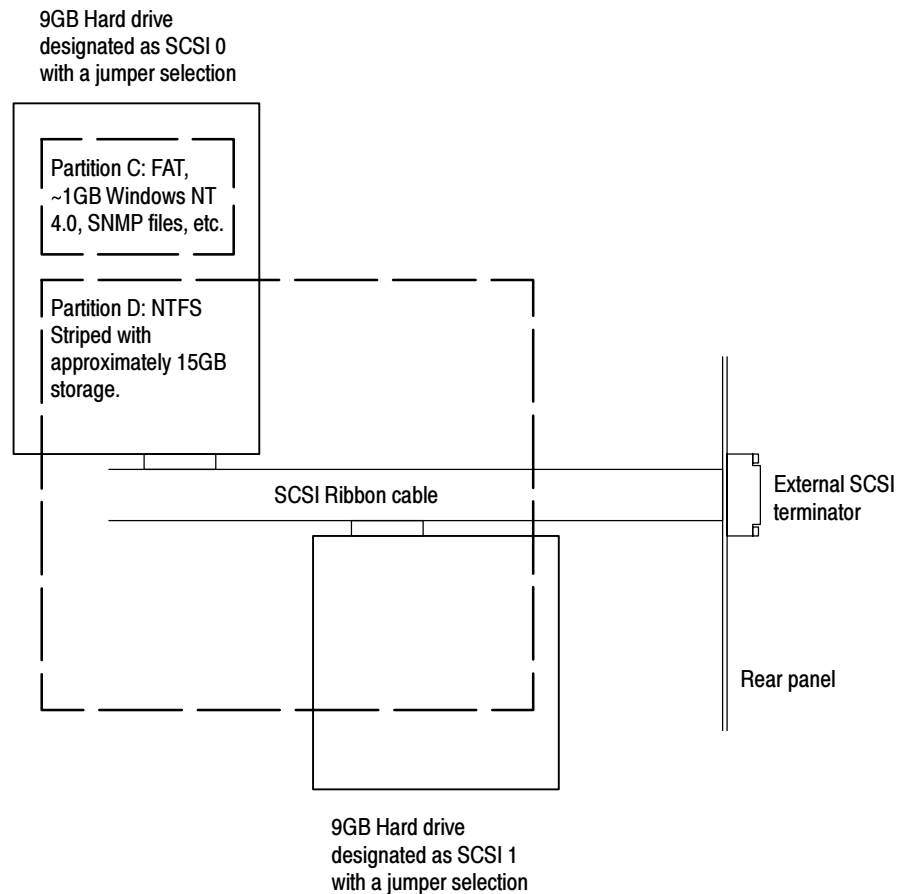 9GB Hard drive
designated as SCSI 0
with a jumper selection
Partition C: FAT,
~1GB Windows NT
4.0, SNMP files, etc.
Partition D: NTFS
Striped with
approximately 15GB
storage.
SCSI Ribbon cable
External SCSI
terminator
Rear panel
9GB Hard drive
designated as SCSI 1
with a jumper selection